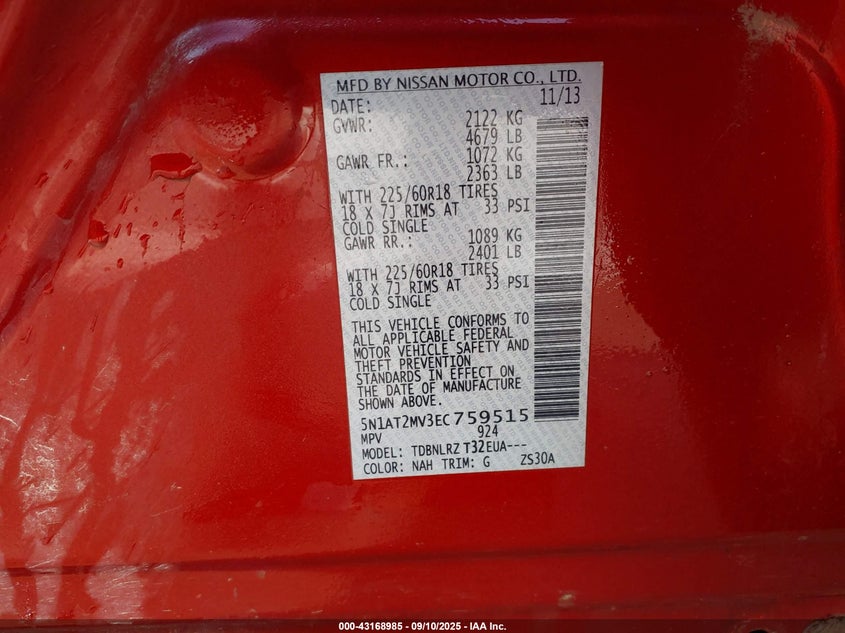 MFD BY NISSAN MOTOR CO., LTD.
DATE: 11/13
GVWR: 2122 KG
4679 LB
GAWR FR.: 1072 KG
2363 LB
WITH 225/60R18 TIRES
18 X 7J RIMS AT 33 PSI
COLD SINGLE
GAWR RR.: 1089 KG
2401 LB
WITH 225/60R18 TIRES
18 X 7J RIMS AT 33 PSI
COLD SINGLE
THIS VEHICLE CONFORMS TO
ALL APPLICABLE FEDERAL
MOTOR VEHICLE SAFETY AND
THEFT PREVENTION
STANDARDS IN EFFECT ON
THE DATE OF MANUFACTURE
SHOWN ABOVE.
5N1AT2MV3EC759515
MPV 924
MODEL: TDBNLRZ T32EUA---
COLOR: NAH TRIM: G ZS30A
000-43168985 - 09/10/2025 - IAA Inc.